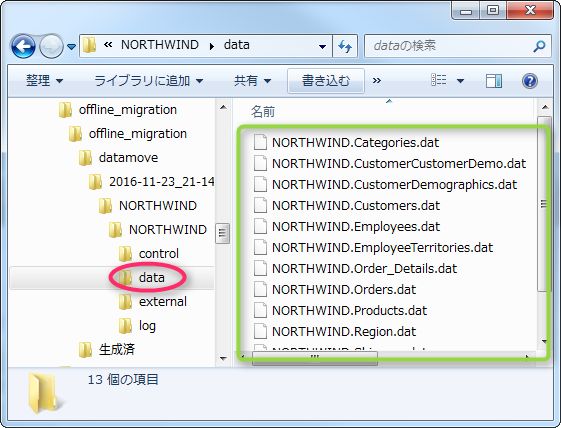 « NORTHWIND ▸ data
dataの検索
整理 ライブラリに追加 共有 書き込む »
offline_migration
offline_migration
datamove
2016-11-23_21-14
NORTHWIND
NORTHWIND
control
data
external
log
生成済
名前
NORTHWIND.Categories.dat
NORTHWIND.CustomerCustomerDemo.dat
NORTHWIND.CustomerDemographics.dat
NORTHWIND.Customers.dat
NORTHWIND.Employees.dat
NORTHWIND.EmployeeTerritories.dat
NORTHWIND.Order_Details.dat
NORTHWIND.Orders.dat
NORTHWIND.Products.dat
NORTHWIND.Region.dat
13 個の項目